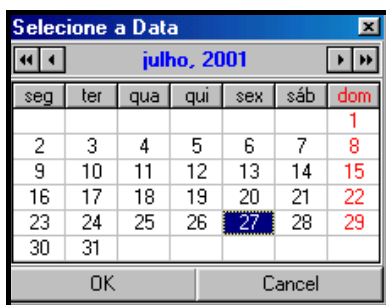 Selecione a Data
julho, 2001
seg ter qua qui sex sáb dom
1
2 3 4 5 6 7 8
9 10 11 12 13 14 15
16 17 18 19 20 21 22
23 24 25 26 27 28 29
30 31
OK Cancel